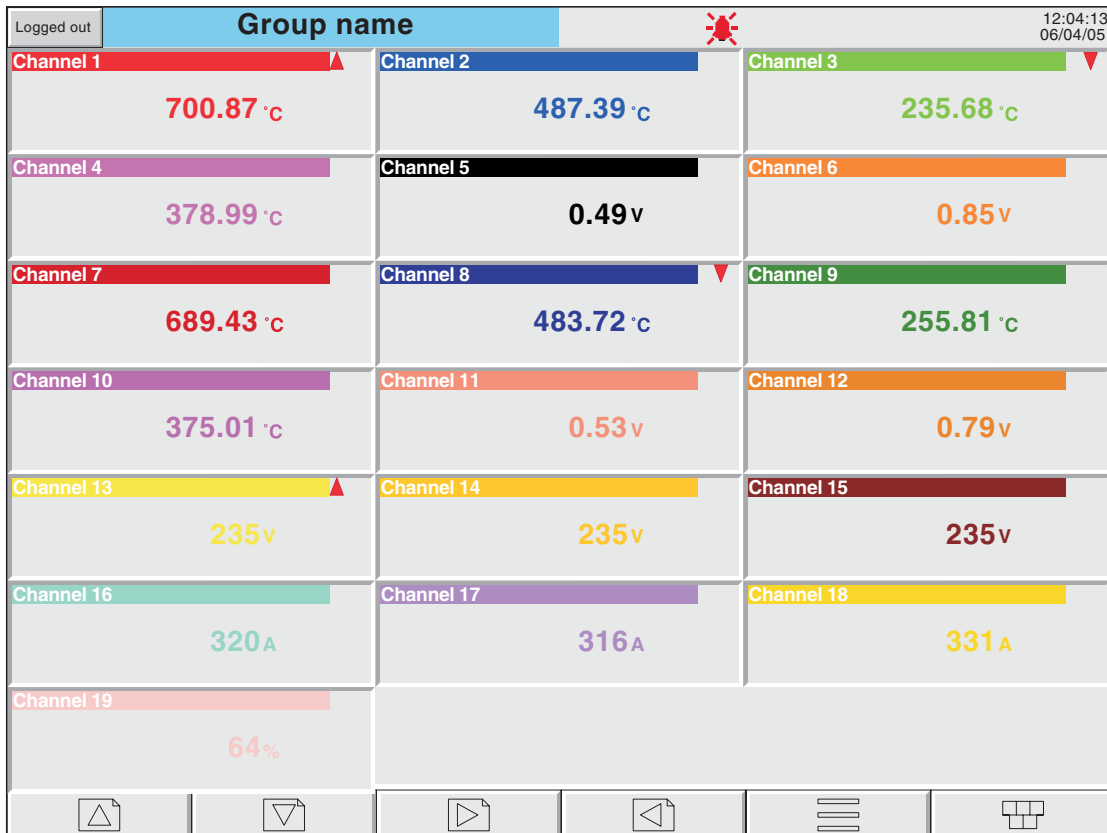 Logged out
Group name
12:04:13
06/04/05
Channel 1
700.87 °C
Channel 2
487.39 °C
Channel 3
235.68 °C
Channel 4
378.99 °C
Channel 5
0.49 V
Channel 6
0.85 V
Channel 7
689.43 °C
Channel 8
483.72 °C
Channel 9
255.81 °C
Channel 10
375.01 °C
Channel 11
0.53 V
Channel 12
0.79 V
Channel 13
235 V
Channel 14
235 V
Channel 15
235 V
Channel 16
320 A
Channel 17
316 A
Channel 18
331 A
Channel 19
64%